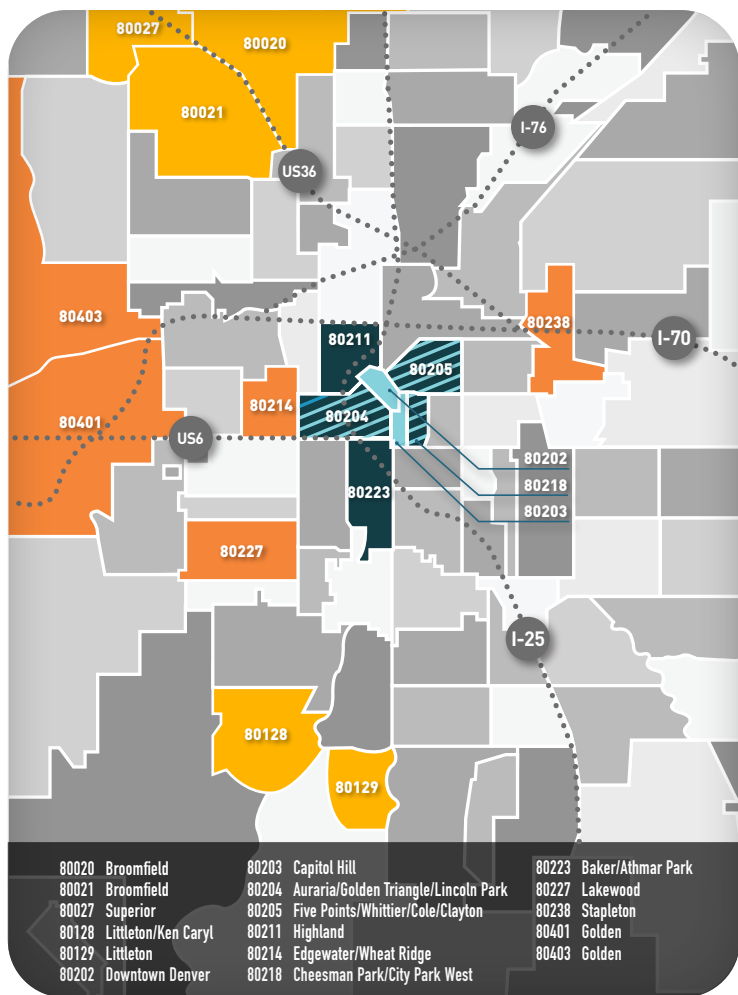 80027
80020
80021
I-76
US36
80403
80238
80211
I-70
80205
80214
80204
80401
US6
80202
80218
80203
80223
80227
I-25
80128
80129
80020 Broomfield
80021 Broomfield
80027 Superior
80128 Littleton/Ken Caryl
80129 Littleton
80202 Downtown Denver
80203 Capitol Hill
80204 Auraria/Golden Triangle/Lincoln Park
80205 Five Points/Whittier/Cole/Clayton
80211 Highland
80214 Edgewater/Wheat Ridge
80218 Cheesman Park/City Park West
80223 Baker/Athmar Park
80227 Lakewood
80238 Stapleton
80401 Golden
80403 Golden